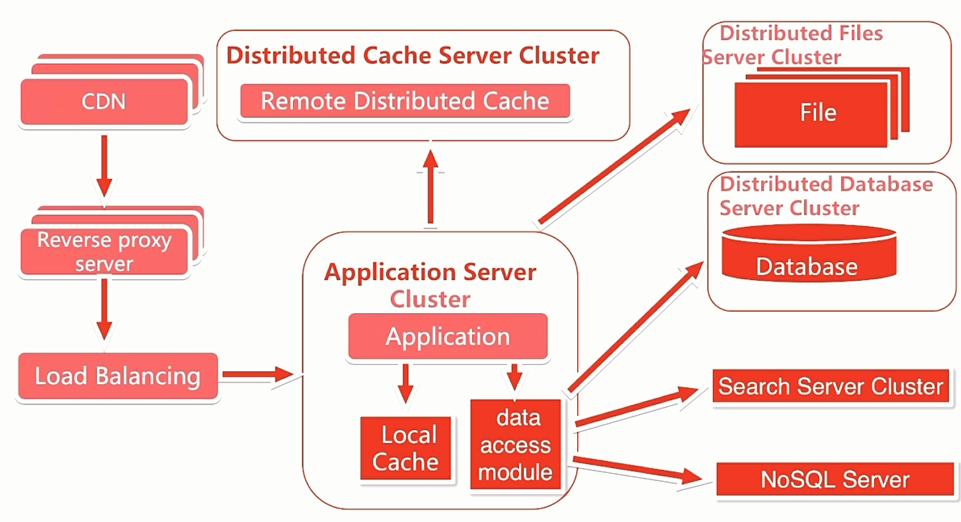 CDN
Reverse proxy
server
Load Balancing
Distributed Cache Server Cluster
Remote Distributed Cache
Application Server
Cluster
Application
Local
Cache
data
access
module
Distributed Files
Server Cluster
File
Distributed Database
Server Cluster
Database
Search Server Cluster
NoSQL Server